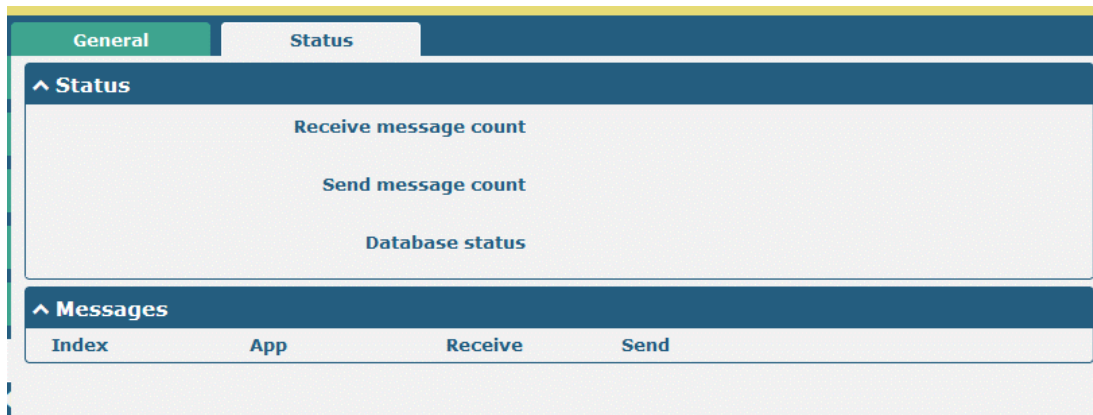 General Status
Status
Receive message count
Send message count
Database status
Messages
Index App Receive Send